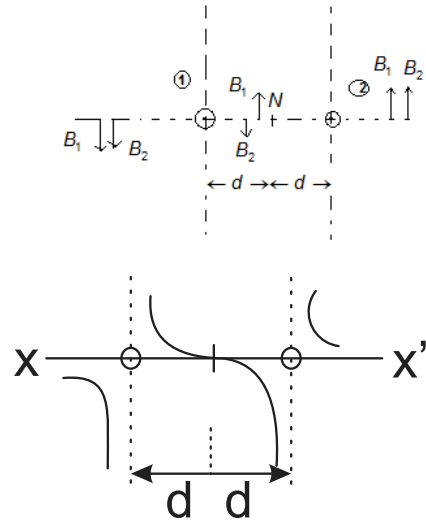 ① ②
B₁ B₂
B₁ N
B₁ B₂ B₂
← d →← d →
X X’
d d